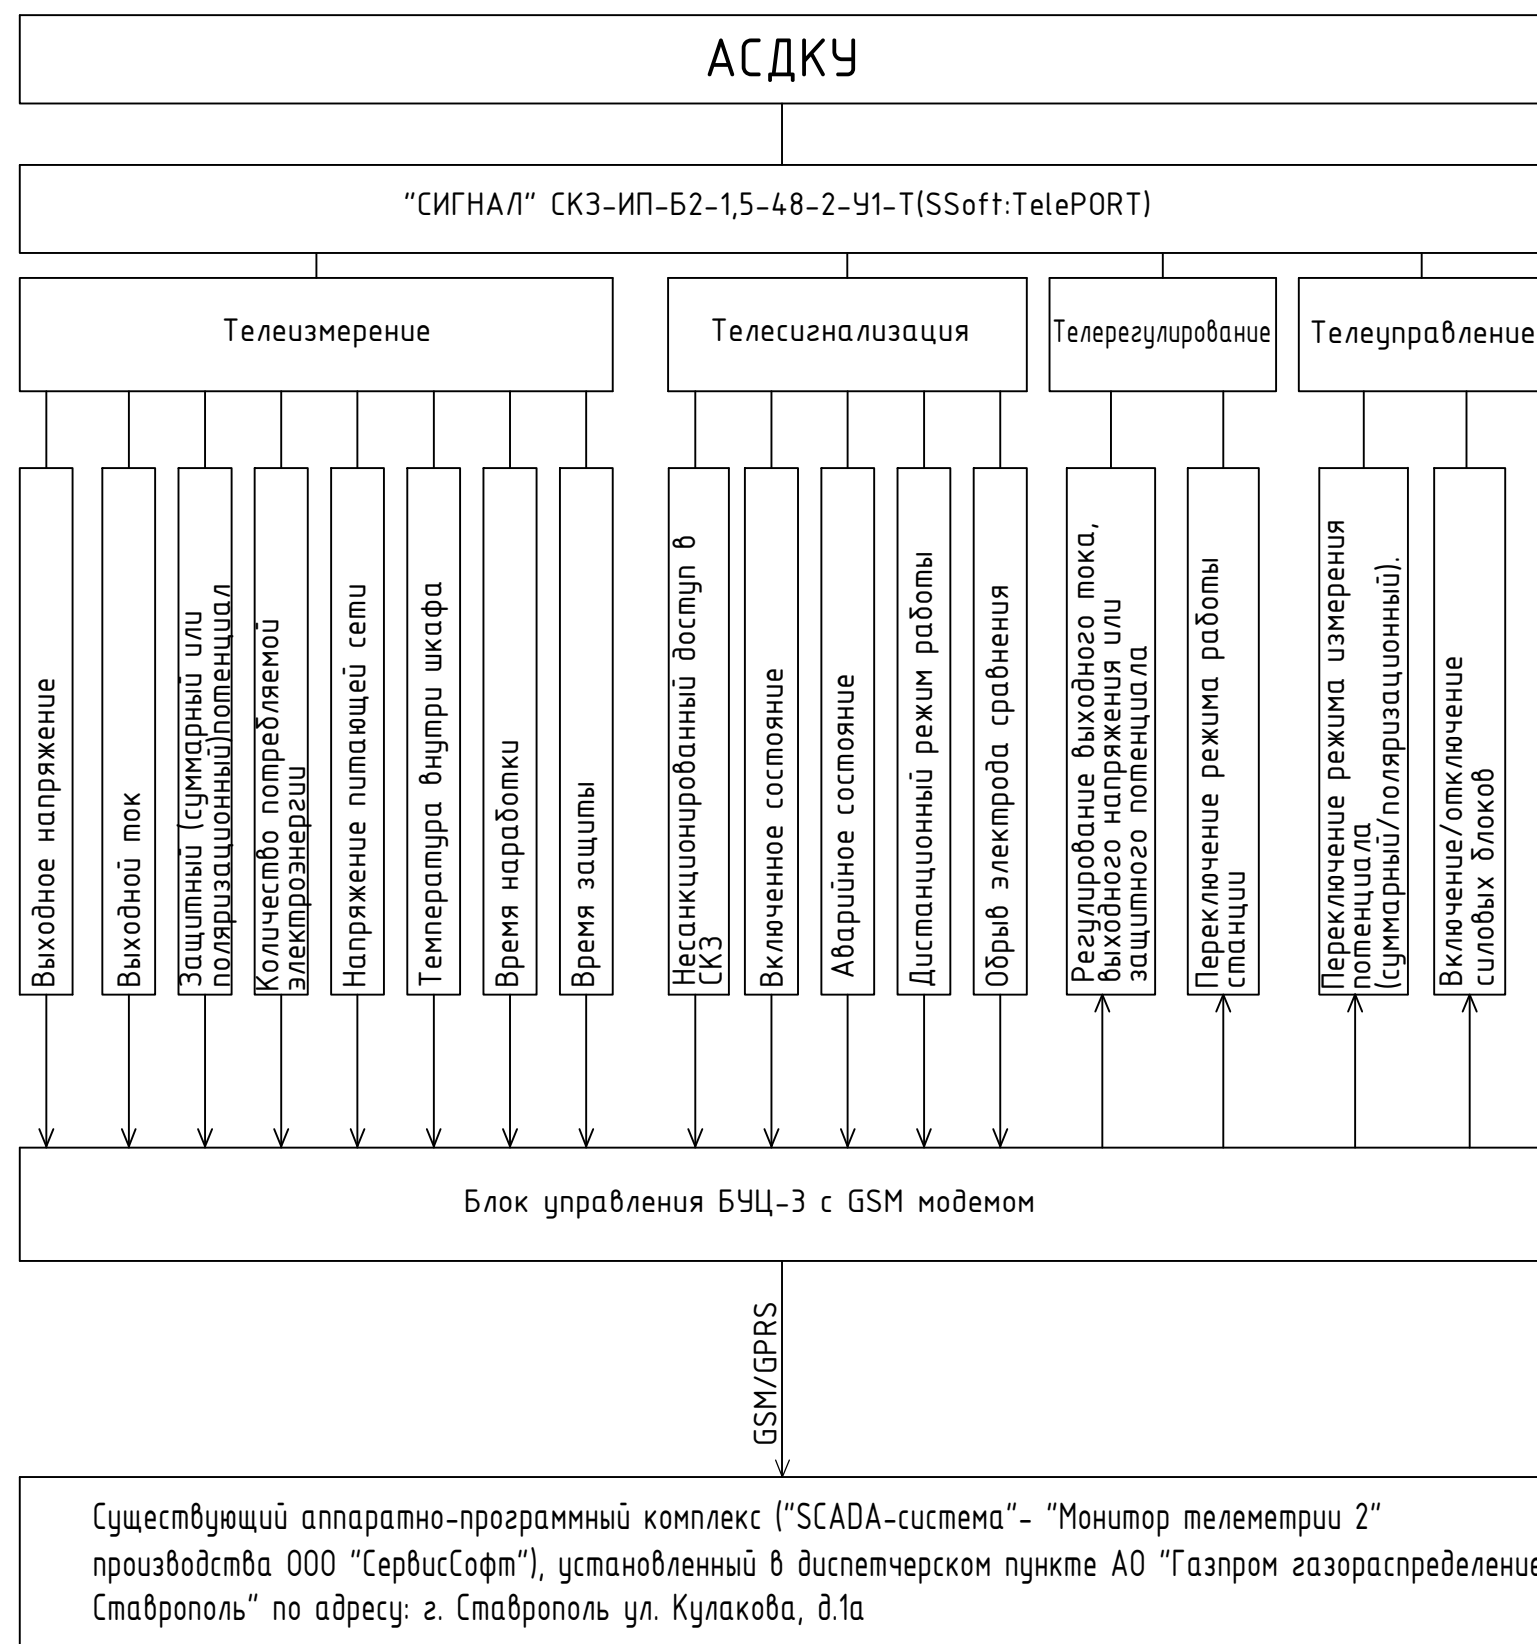 АСДКУ
"СИГНАЛ" СКЗ-ИП-Б2-1,5-48-2-У1-Т(SSoft:TelePORT)
Телеизмерение
Телесигнализация
Телерегулирование
Телеуправление
Выходное напряжение
Выходной ток
Защитный (суммарный или
поляризационный)потенциал
Количество потребляемой
электроэнергии
Напряжение питающей сети
Температура внутри шкафа
Время наработки
Время защиты
Несанкционированный доступ в
СКЗ
Включенное состояние
Аварийное состояние
Дистанционный режим работы
Обрыв электрода сравнения
Регулирование выходного тока,
выходного напряжения или
защитного потенциала
Переключение режима работы
станции
Переключение режима измерения
потенциала
(суммарный/поляризационный).
Включение/отключение
силовых блоков
Блок управления БУЦ-3 с GSM модемом
GSM/GPRS
Существующий аппаратно-программный комплекс ("SCADA-система"- "Монитор телеметрии 2"
производства ООО "СервисСофт"), установленный в диспетчерском пункте АО "Газпром газораспределение
Ставрополь" по адресу: г. Ставрополь ул. Кулакова, д.1а